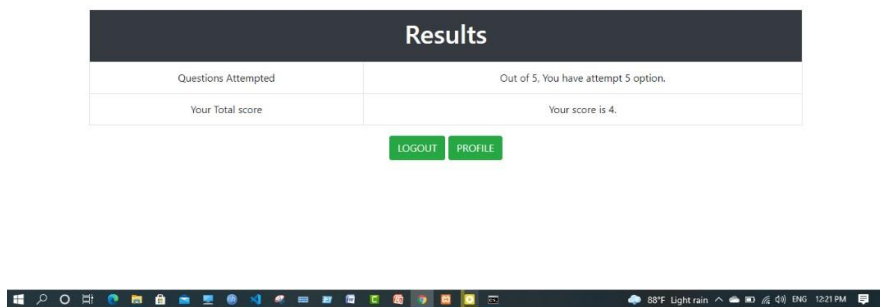 Results
Questions Attempted Out of 5, You have attempt 5 option.
Your Total score Your score is 4.
LOGOUT PROFILE
88°F Light rain ENG 12:21 PM